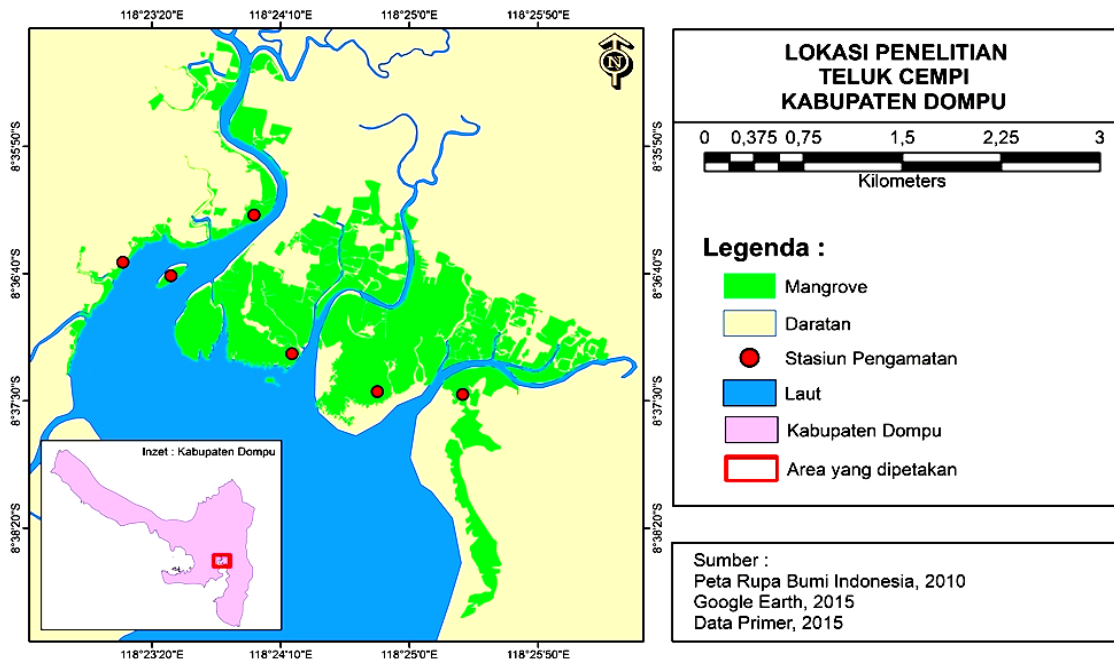 118°23'20"E 118°24'10"E 118°25'00"E 118°25'50"E
8°35'50"S
8°36'40"S
8°37'30"S
8°38'20"S
N
8°35'50"S
8°36'40"S
8°37'30"S
8°38'20"S
Inzet : Kabupaten Dompu
118°23'20"E 118°24'10"E 118°25'00"E 118°25'50"E
LOKASI PENELITIAN
TELUK CEMPI
KABUPATEN DOMPU
0 0,375 0,75 1,5 2,25 3
Kilometers
Legenda :
Mangrove
Daratan
Stasiun Pengamatan
Laut
Kabupaten Dompu
Area yang dipetakan
Sumber :
Peta Rupa Bumi Indonesia, 2010
Google Earth, 2015
Data Primer, 2015